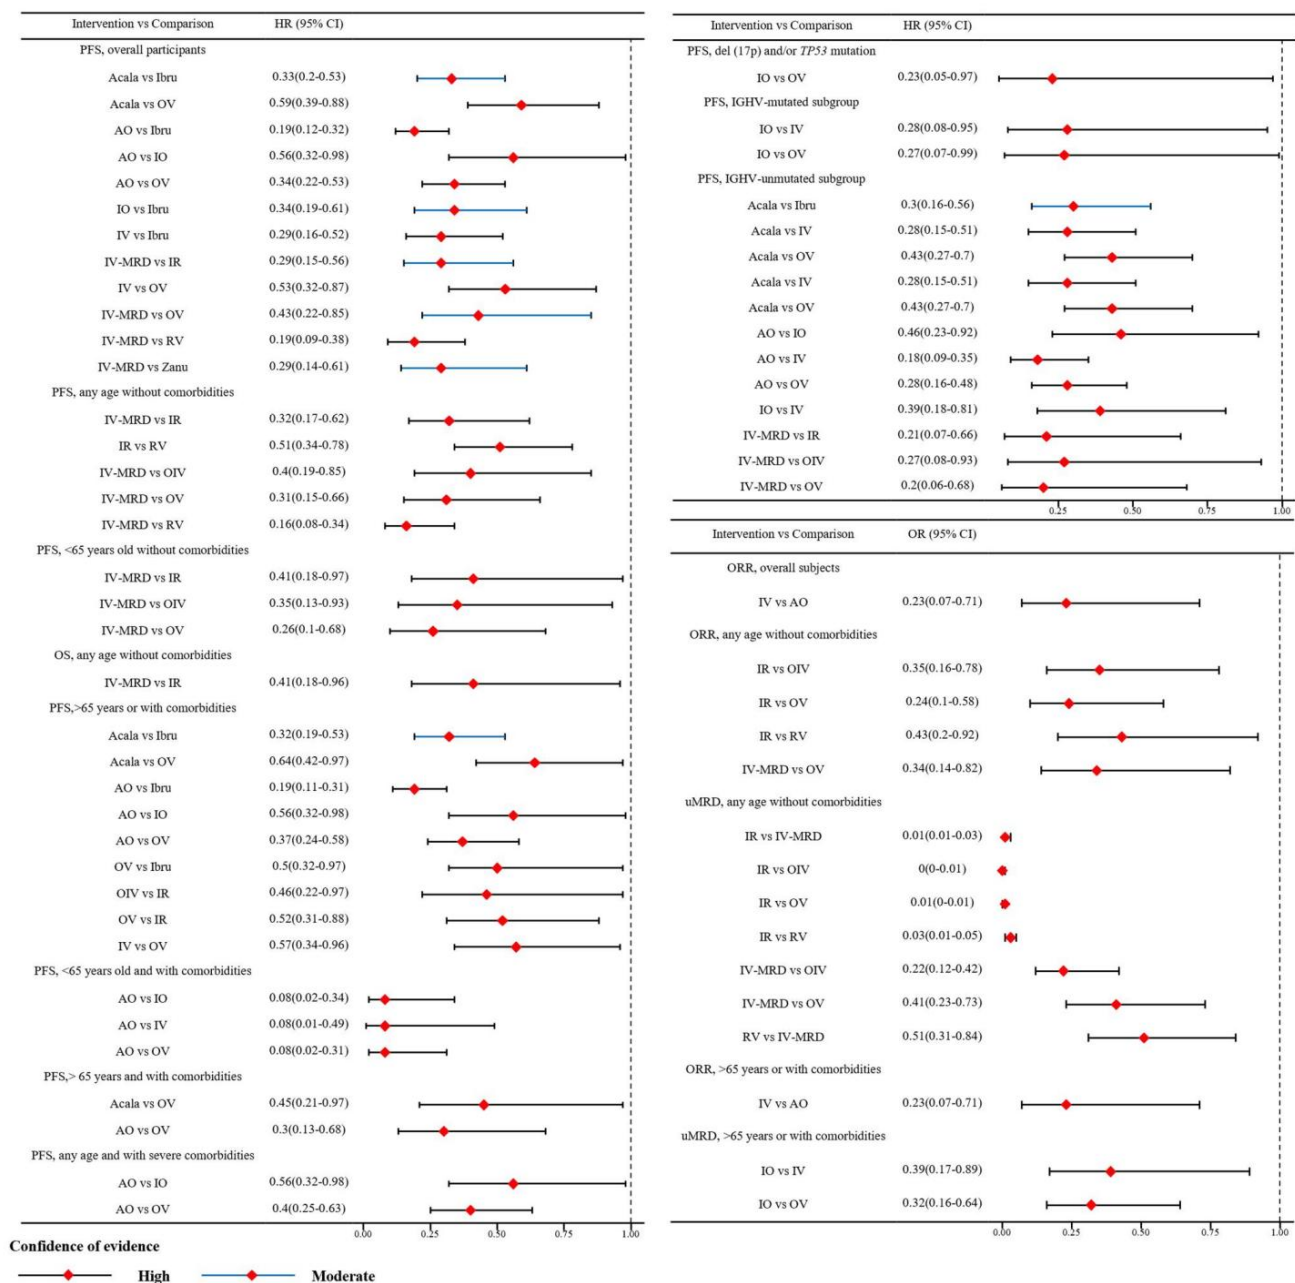 Intervention vs Comparison HR (95% CI)
PFS, overall participants
Acala vs Ibru 0.33(0.2-0.53)
Acala vs OV 0.59(0.39-0.88)
AO vs Ibru 0.19(0.12-0.32)
AO vs IO 0.56(0.32-0.98)
AO vs OV 0.34(0.22-0.53)
IO vs Ibru 0.34(0.19-0.61)
IV vs Ibru 0.29(0.16-0.52)
IV-MRD vs IR 0.29(0.15-0.56)
IV vs OV 0.53(0.32-0.87)
IV-MRD vs OV 0.43(0.22-0.85)
IV-MRD vs RV 0.19(0.09-0.38)
IV-MRD vs Zanu 0.29(0.14-0.61)
PFS, any age without comorbidities
IV-MRD vs IR 0.32(0.17-0.62)
IR vs RV 0.51(0.34-0.78)
IV-MRD vs OIV 0.4(0.19-0.85)
IV-MRD vs OV 0.31(0.15-0.66)
IV-MRD vs RV 0.16(0.08-0.34)
PFS, <65 years old without comorbidities
IV-MRD vs IR 0.41(0.18-0.97)
IV-MRD vs OIV 0.35(0.13-0.93)
IV-MRD vs OV 0.26(0.1-0.68)
OS, any age without comorbidities
IV-MRD vs IR 0.41(0.18-0.96)
PFS,>65 years or with comorbidities
Acala vs Ibru 0.32(0.19-0.53)
Acala vs OV 0.64(0.42-0.97)
AO vs Ibru 0.19(0.11-0.31)
AO vs IO 0.56(0.32-0.98)
AO vs OV 0.37(0.24-0.58)
OV vs Ibru 0.5(0.32-0.97)
OIV vs IR 0.46(0.22-0.97)
OV vs IR 0.52(0.31-0.88)
IV vs OV 0.57(0.34-0.96)
PFS, <65 years old and with comorbidities
AO vs IO 0.08(0.02-0.34)
AO vs IV 0.08(0.01-0.49)
AO vs OV 0.08(0.02-0.31)
PFS,> 65 years and with comorbidities
Acala vs OV 0.45(0.21-0.97)
AO vs OV 0.3(0.13-0.68)
PFS, any age and with severe comorbidities
AO vs IO 0.56(0.32-0.98)
AO vs OV 0.4(0.25-0.63)
0.00 0.25 0.50 0.75 1.00
Confidence of evidence
High Moderate
Intervention vs Comparison HR (95% CI)
PFS, del (17p) and/or TP53 mutation
IO vs OV 0.23(0.05-0.97)
PFS, IGHV-mutated subgroup
IO vs IV 0.28(0.08-0.95)
IO vs OV 0.27(0.07-0.99)
PFS, IGHV-unmutated subgroup
Acala vs Ibru 0.3(0.16-0.56)
Acala vs IV 0.28(0.15-0.51)
Acala vs OV 0.43(0.27-0.7)
Acala vs IV 0.28(0.15-0.51)
Acala vs OV 0.43(0.27-0.7)
AO vs IO 0.46(0.23-0.92)
AO vs IV 0.18(0.09-0.35)
AO vs OV 0.28(0.16-0.48)
IO vs IV 0.39(0.18-0.81)
IV-MRD vs IR 0.21(0.07-0.66)
IV-MRD vs OIV 0.27(0.08-0.93)
IV-MRD vs OV 0.2(0.06-0.68)
0.25 0.50 0.75 1.00
Intervention vs Comparison OR (95% CI)
ORR, overall subjects
IV vs AO 0.23(0.07-0.71)
ORR, any age without comorbidities
IR vs OIV 0.35(0.16-0.78)
IR vs OV 0.24(0.1-0.58)
IR vs RV 0.43(0.2-0.92)
IV-MRD vs OV 0.34(0.14-0.82)
uMRD, any age without comorbidities
IR vs IV-MRD 0.01(0.01-0.03)
IR vs OIV 0(0-0.01)
IR vs OV 0.01(0-0.01)
IR vs RV 0.03(0.01-0.05)
IV-MRD vs OIV 0.22(0.12-0.42)
IV-MRD vs OV 0.41(0.23-0.73)
RV vs IV-MRD 0.51(0.31-0.84)
ORR, >65 years or with comorbidities
IV vs AO 0.23(0.07-0.71)
uMRD, >65 years or with comorbidities
IO vs IV 0.39(0.17-0.89)
IO vs OV 0.32(0.16-0.64)
0.00 0.25 0.50 0.75 1.00